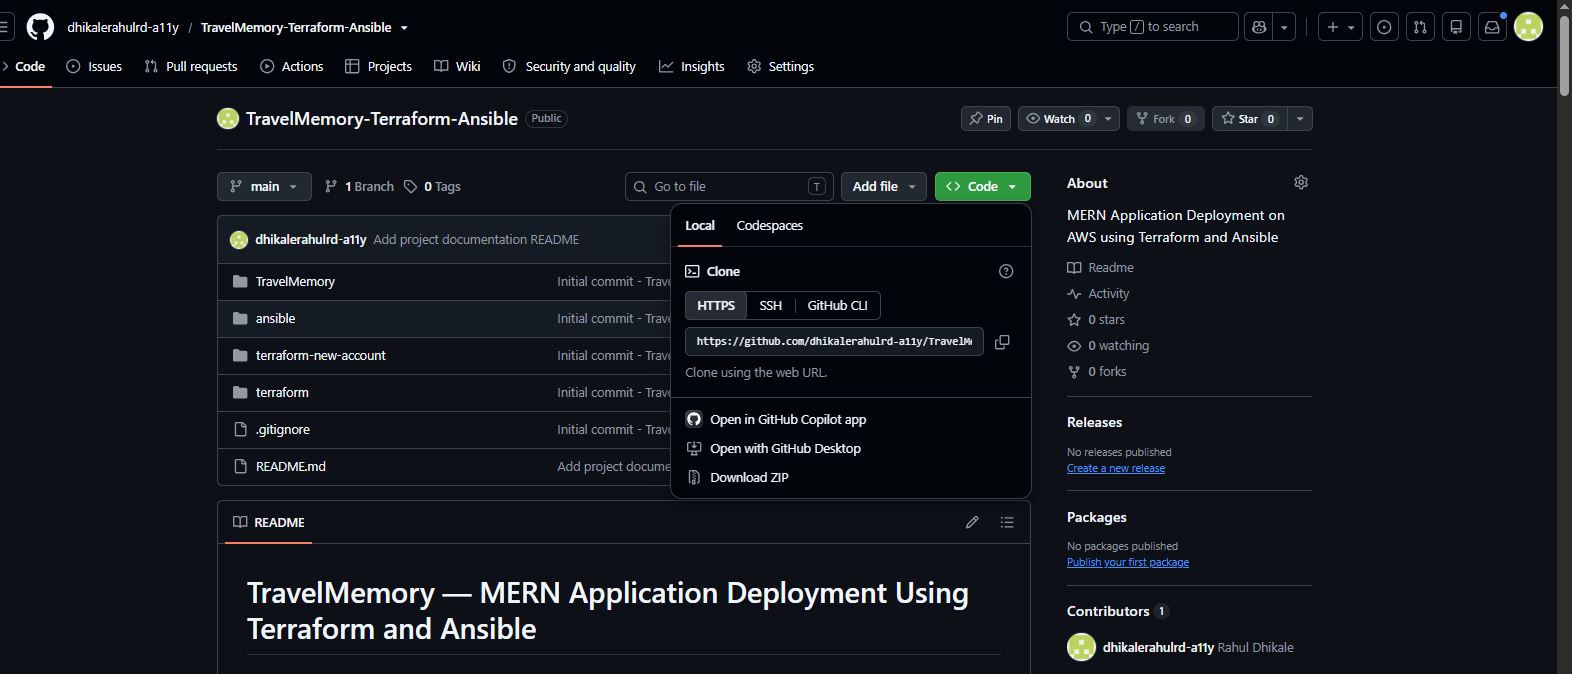 dhikalerahulrd-a11y / TravelMemory-Terraform-Ansible
Type / to search
Code Issues Pull requests Actions Projects Wiki Security and quality Insights Settings
TravelMemory-Terraform-Ansible Public
Pin Watch 0 Fork 0 Star 0
main 1 Branch 0 Tags
Go to file T Add file Code
dhikalerahulrd-a11y Add project documentation README
TravelMemory Initial commit - Trave
ansible Initial commit - Trave
terraform-new-account Initial commit - Trave
terraform Initial commit - Trave
.gitignore Initial commit - Trave
README.md Add project docume
Local Codespaces
Clone
HTTPS SSH GitHub CLI
https://github.com/dhikalerahulrd-a11y/TravelMe
Clone using the web URL.
Open in GitHub Copilot app
Open with GitHub Desktop
Download ZIP
README
TravelMemory — MERN Application Deployment Using
Terraform and Ansible
About
MERN Application Deployment on
AWS using Terraform and Ansible
Readme
Activity
0 stars
0 watching
0 forks
Releases
No releases published
Create a new release
Packages
No packages published
Publish your first package
Contributors 1
dhikalerahulrd-a11y Rahul Dhikale